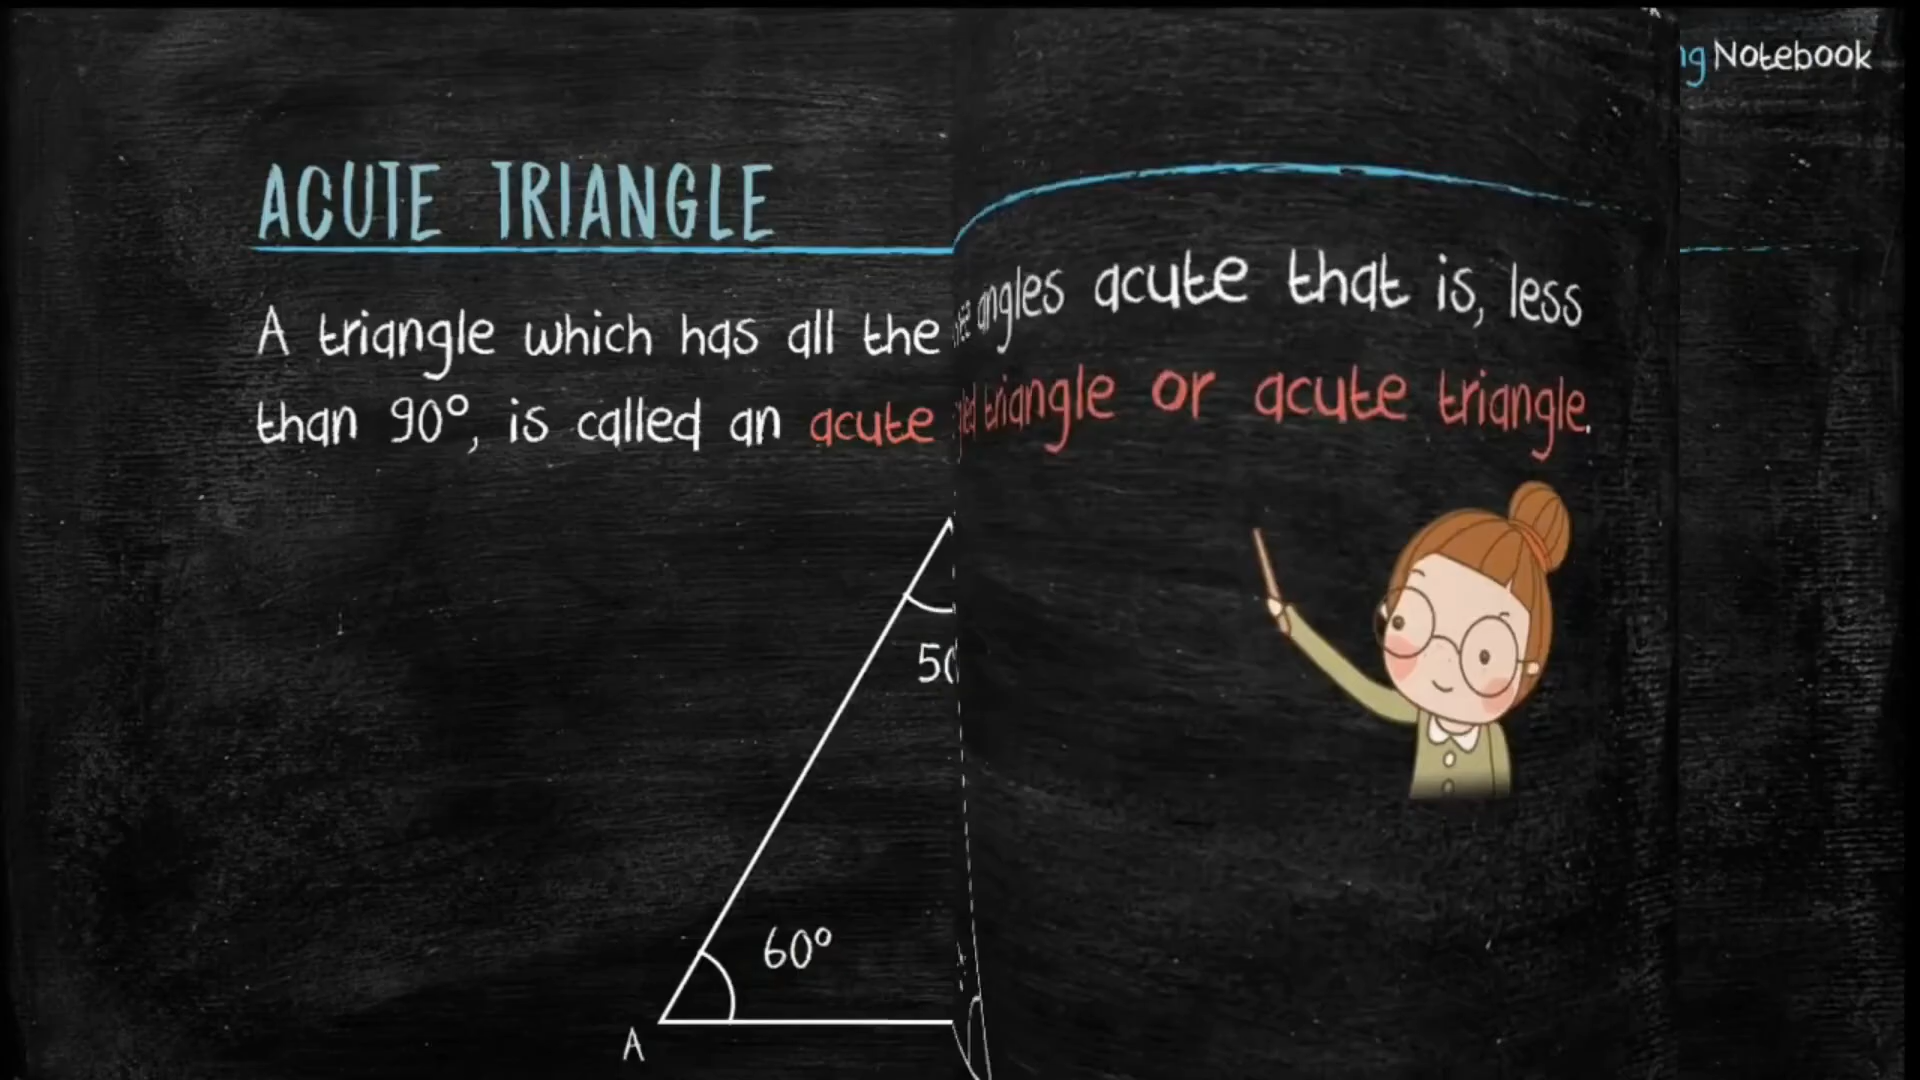 ng Notebook
ACUTE TRIANGLE
A triangle which has all the angles acute that is, less
than 90°, is called an acute triangle or acute triangle.
60°
A